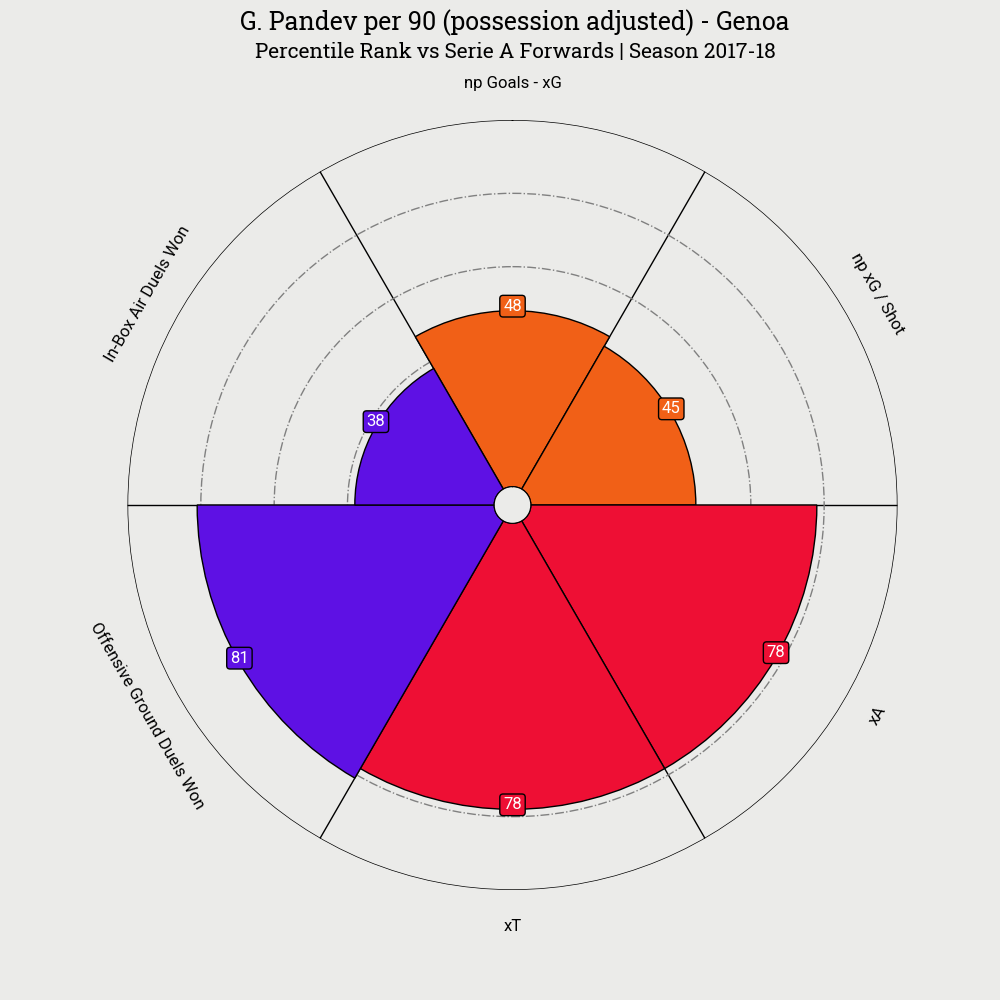 G. Pandev per 90 (possession adjusted) - Genoa
Percentile Rank vs Serie A Forwards | Season 2017-18
np Goals - xG
np xG / Shot
In-Box Air Duels Won
48
45
38
81
78
78
Offensive Ground Duels Won
xA
xT